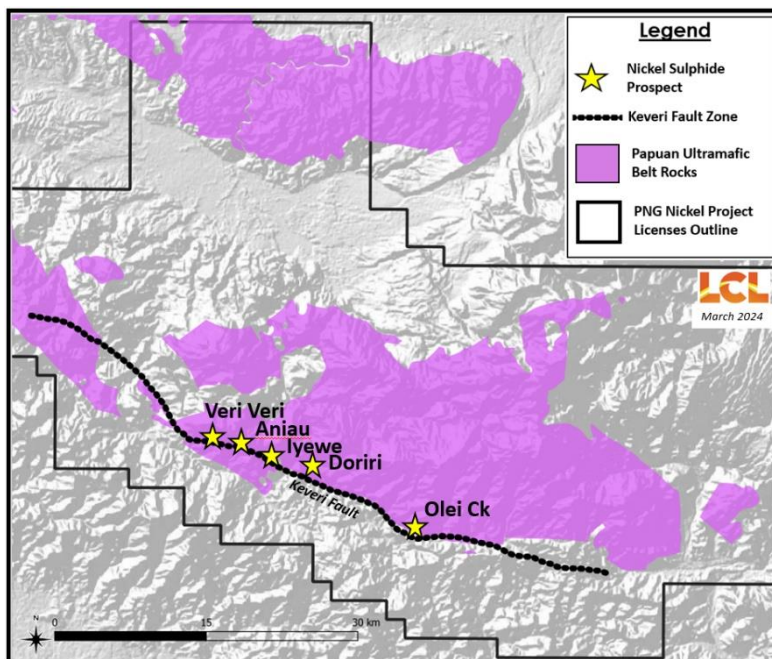 Legend
Nickel Sulphide
Prospect
Keveri Fault Zone
Papuan Ultramafic
Belt Rocks
PNG Nickel Project
Licenses Outline
LCL
March 2024
Veri Veri
Aniau
Iyewe
Doriri
Keveri Fault
Olei Ck
N
0 15 30 km